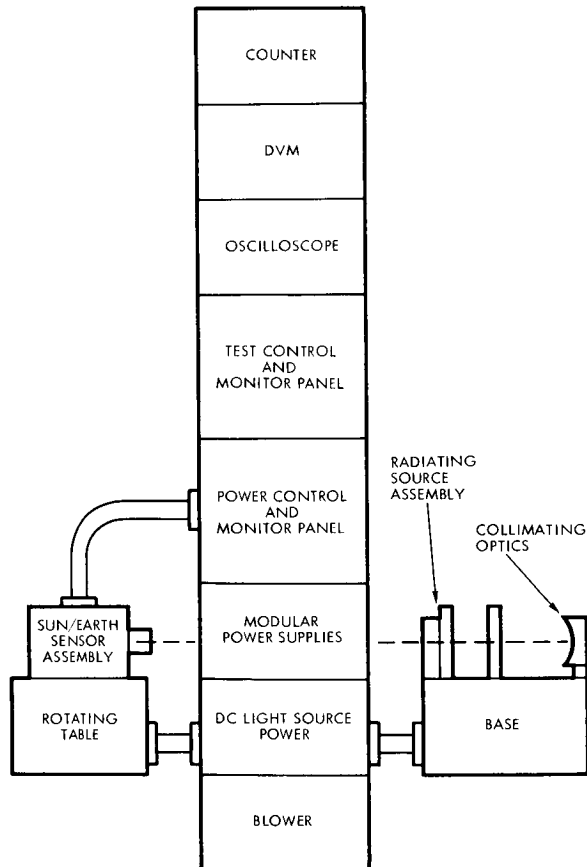 COUNTER
DVM
OSCILLOSCOPE
TEST CONTROL
AND
MONITOR PANEL
POWER CONTROL
AND
MONITOR PANEL
RADIATING
SOURCE
ASSEMBLY
COLLIMATING
OPTICS
SUN/EARTH
SENSOR
ASSEMBLY
MODULAR
POWER SUPPLIES
ROTATING
TABLE
DC LIGHT SOURCE
POWER
BASE
BLOWER